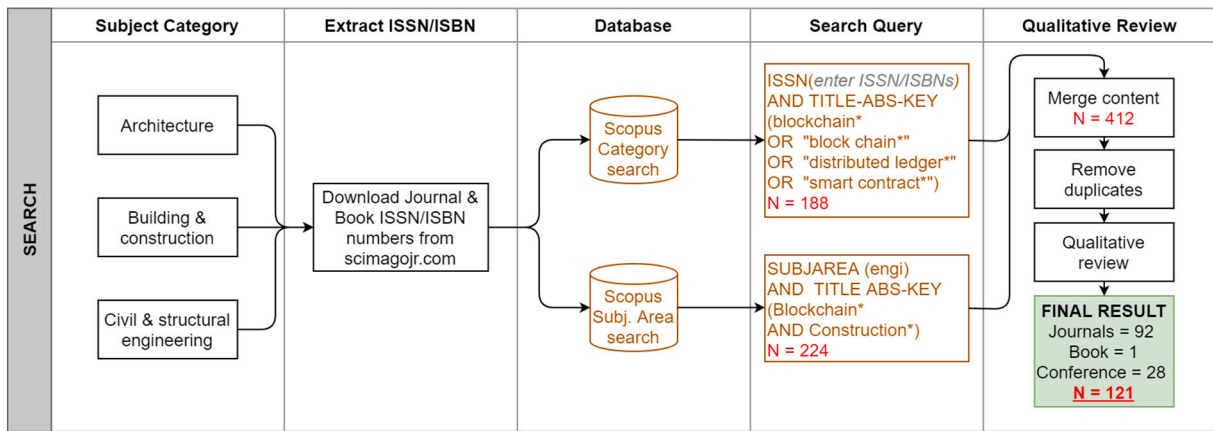 Subject Category
Extract ISSN/ISBN
Database
Search Query
Qualitative Review
SEARCH
Architecture
Building &
construction
Civil & structural
engineering
Download Journal &
Book ISSN/ISBN
numbers from
scimagojr.com
Scopus
Category
search
Scopus
Subj. Area
search
ISSN(enter ISSN/ISBNs)
AND TITLE-ABS-KEY
(blockchain*
OR "block chain*"
OR "distributed ledger*"
OR "smart contract*")
N = 188
SUBJAREA (engi)
AND TITLE ABS-KEY
(Blockchain*
AND Construction*)
N = 224
Merge content
N = 412
Remove
duplicates
Qualitative
review
FINAL RESULT
Journals = 92
Book = 1
Conference = 28
N = 121